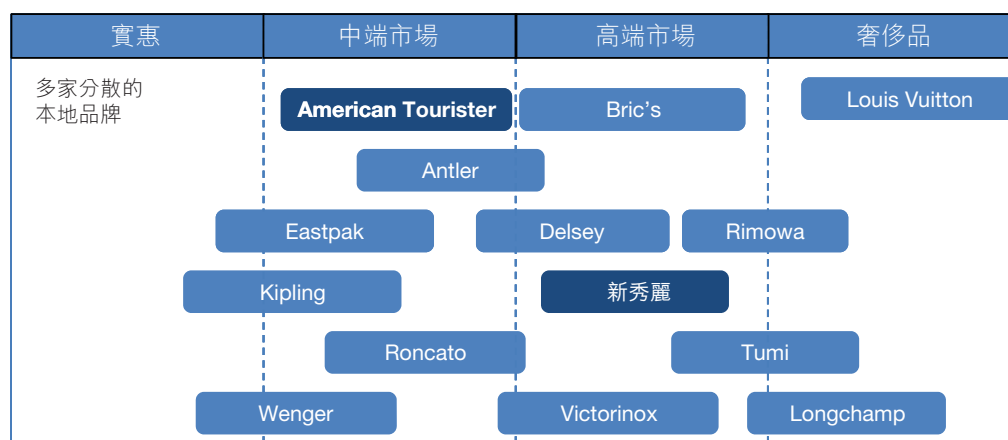 實惠
中端市場
高端市場
奢侈品
多家分散的
本地品牌
American Tourister
Bric’s
Louis Vuitton
Antler
Eastpak
Delsey
Rimowa
Kipling
新秀麗
Roncato
Tumi
Wenger
Victorinox
Longchamp